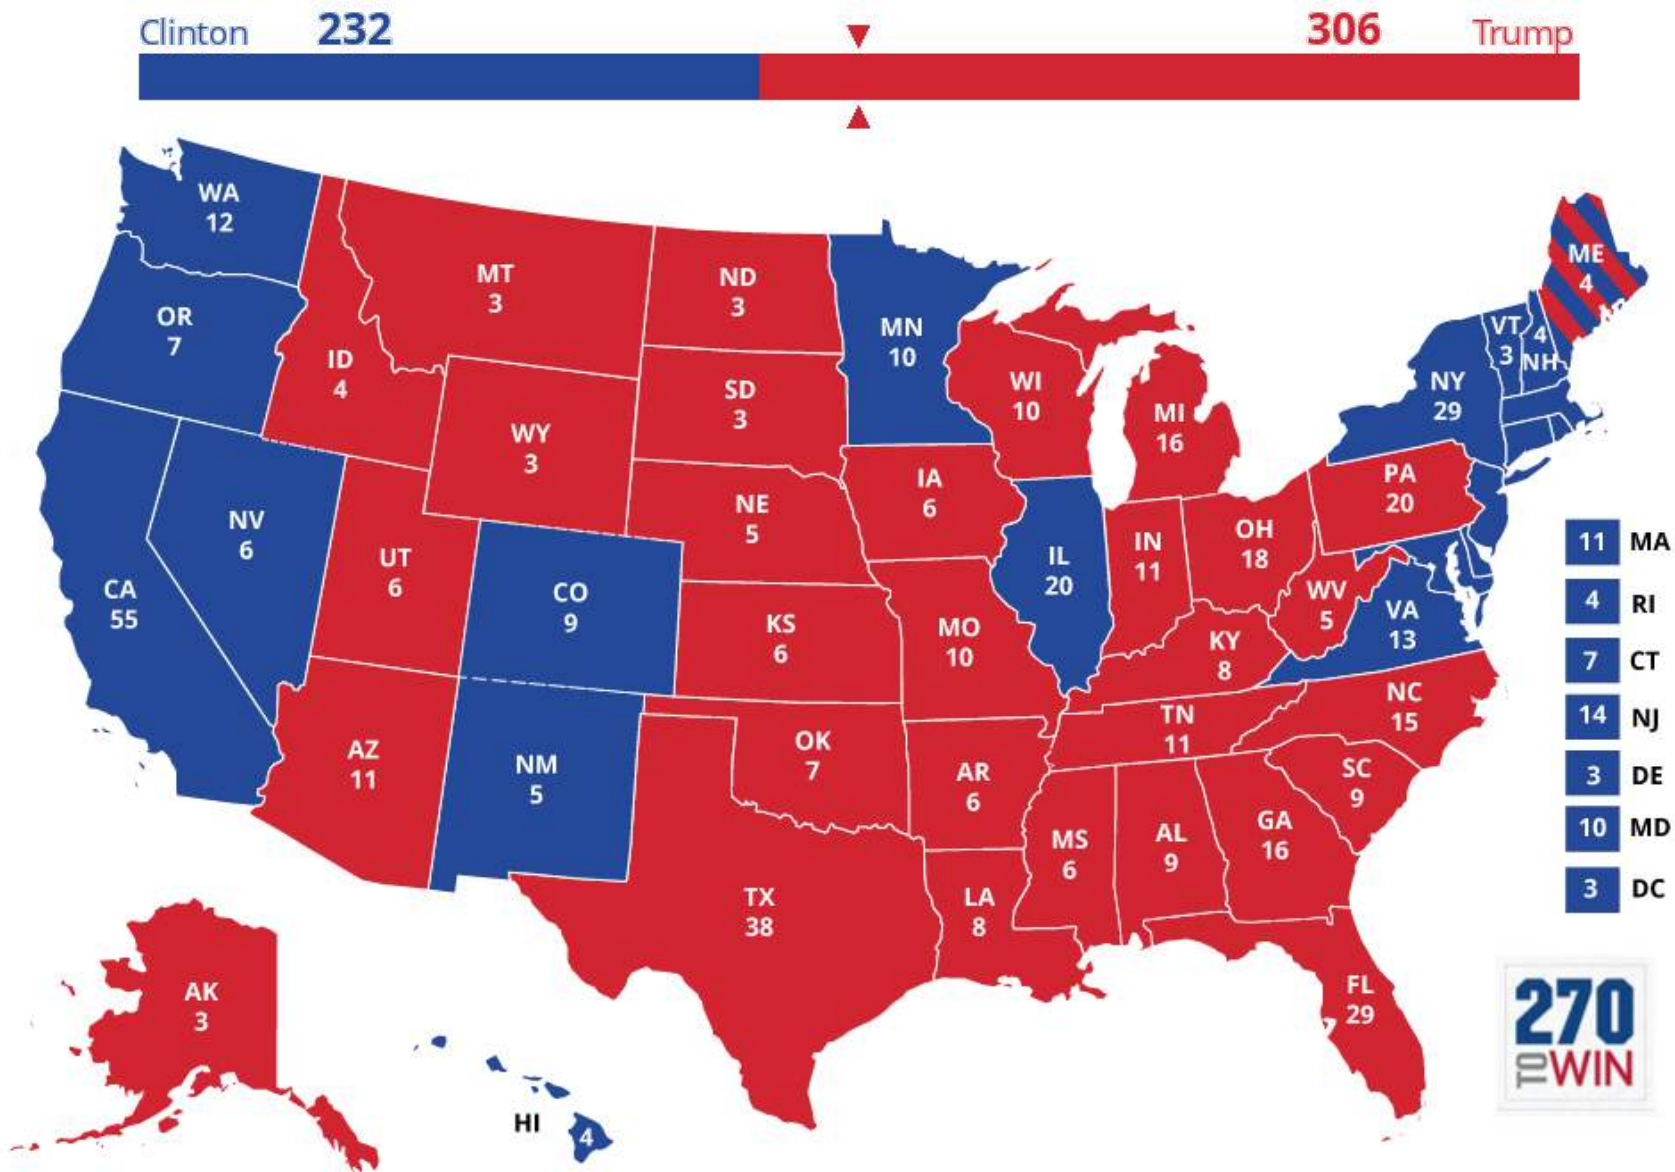 Clinton 232 306 Trump
WA
12
OR
7
CA
55
NV
6
ID
4
MT
3
WY
3
UT
6
AZ
11
CO
9
NM
5
ND
3
SD
3
NE
5
KS
6
OK
7
TX
38
MN
10
IA
6
MO
10
AR
6
LA
8
WI
10
IL
20
MI
16
IN
11
OH
18
KY
8
TN
11
MS
6
AL
9
GA
16
FL
29
SC
9
NC
15
VA
13
WV
5
PA
20
NY
29
VT
3
4
NH
ME
4
AK
3
HI
4
11 MA
4 RI
7 CT
14 NJ
3 DE
10 MD
3 DC
270
TO WIN